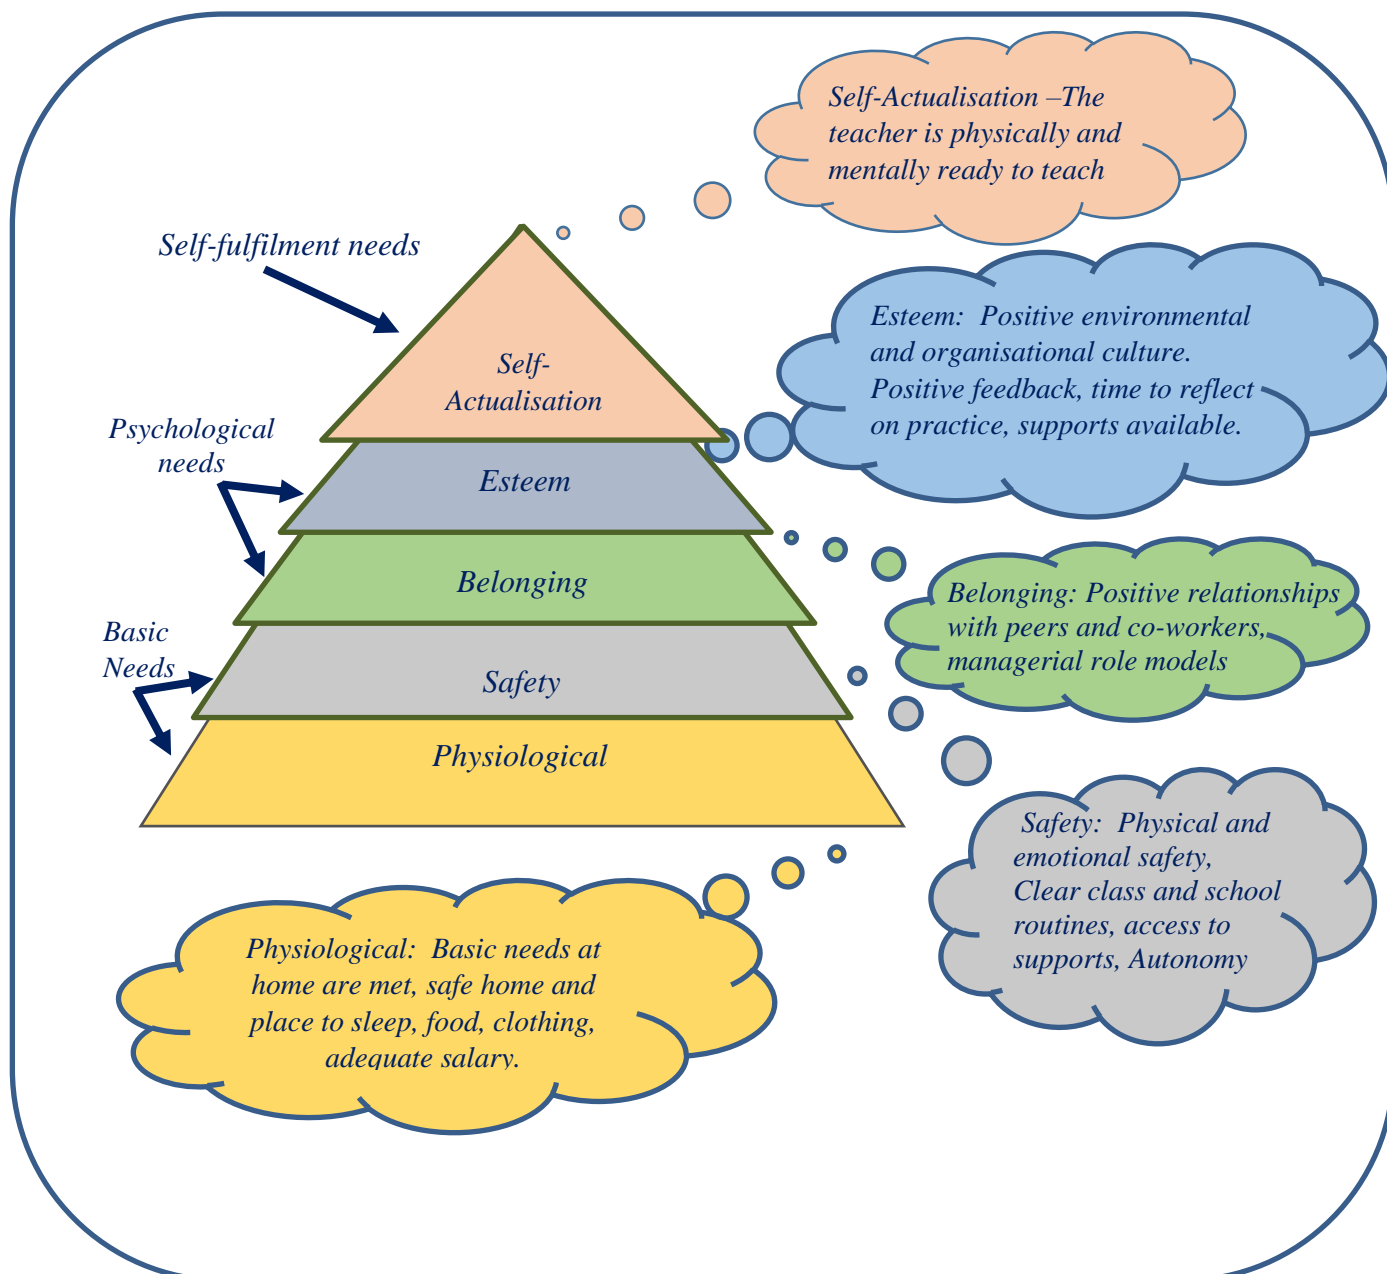 Self-Actualisation –The
teacher is physically and
mentally ready to teach
Self-fulfilment needs
Esteem:  Positive environmental
and organisational culture.
Positive feedback, time to reflect
on practice, supports available.
Self-
Actualisation
Psychological
needs
Esteem
Belonging
Belonging: Positive relationships
with peers and co-workers,
managerial role models
Basic
Needs
Safety
Physiological
Safety:  Physical and
emotional safety,
Clear class and school
routines, access to
supports, Autonomy
Physiological:  Basic needs at
home are met, safe home and
place to sleep, food, clothing,
adequate salary.